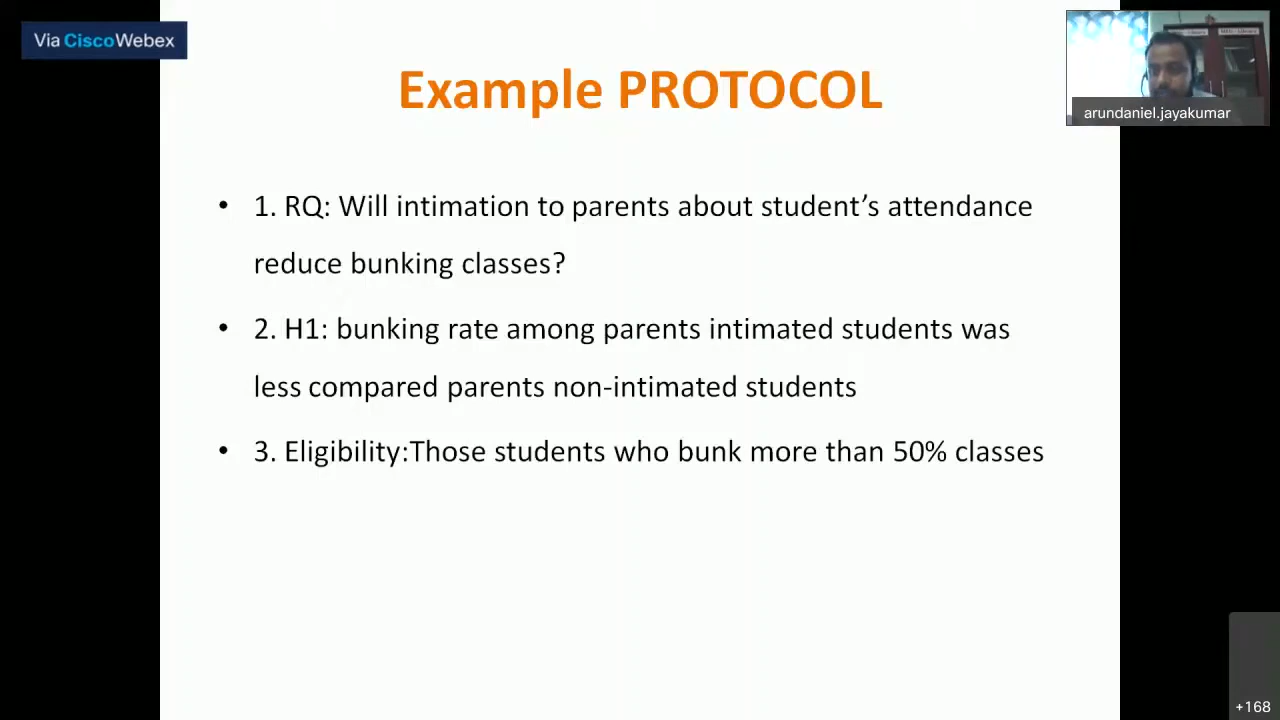 Via CiscoWebex
arundaniel.jayakumar
Example PROTOCOL
• 1. RQ: Will intimation to parents about student’s attendance
reduce bunking classes?
• 2. H1: bunking rate among parents intimated students was
less compared parents non-intimated students
• 3. Eligibility:Those students who bunk more than 50% classes
+168